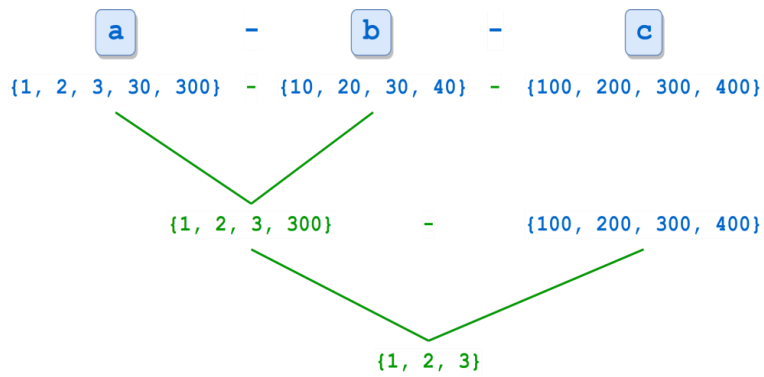 a - b - c
{1, 2, 3, 30, 300} - {10, 20, 30, 40} - {100, 200, 300, 400}
{1, 2, 3, 300} - {100, 200, 300, 400}
{1, 2, 3}